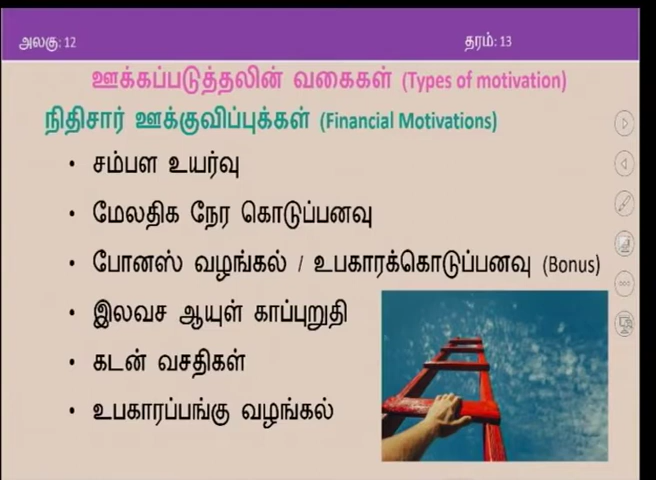 அலகு: 12
தரம்: 13
ஊக்கப்படுத்தலின் வகைகள் (Types of motivation)
நிதிசார் ஊக்குவிப்புக்கள் (Financial Motivations)
• சம்பள உயர்வு
• மேலதிக நேர கொடுப்பனவு
• போனஸ் வழங்கல் / உபகாரக்கொடுப்பனவு (Bonus)
• இலவச ஆயுள் காப்புறுதி
• கடன் வசதிகள்
• உபகாரப்பங்கு வழங்கல்